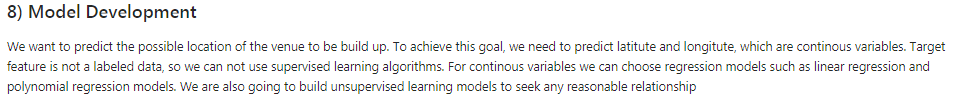 8) Model Development
We want to predict the possible location of the venue to be build up. To achieve this goal, we need to predict latitute and longitute, which are continous variables. Target
feature is not a labeled data, so we can not use supervised learning algorithms. For continous variables we can choose regression models such as linear regression and
polynomial regression models. We are also going to build unsupervised learning models to seek any reasonable relationship